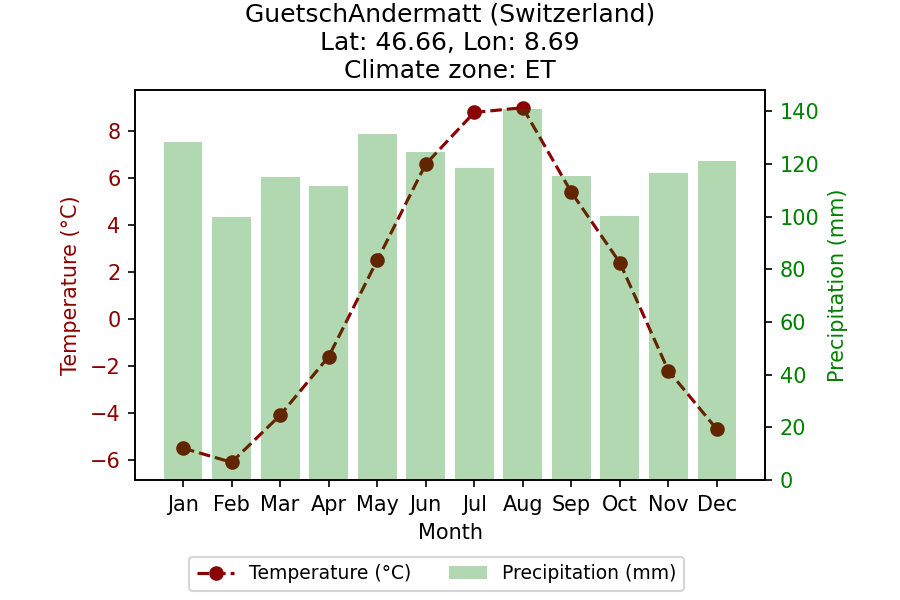 GuetschAndermatt (Switzerland)
Lat: 46.66, Lon: 8.69
Climate zone: ET
Temperature (°C)
8
6
4
2
0
−2
−4
−6
140
120
100
80
60
40
20
0
Precipitation (mm)
Jan Feb Mar Apr May Jun Jul Aug Sep Oct Nov Dec
Month
Temperature (°C) Precipitation (mm)